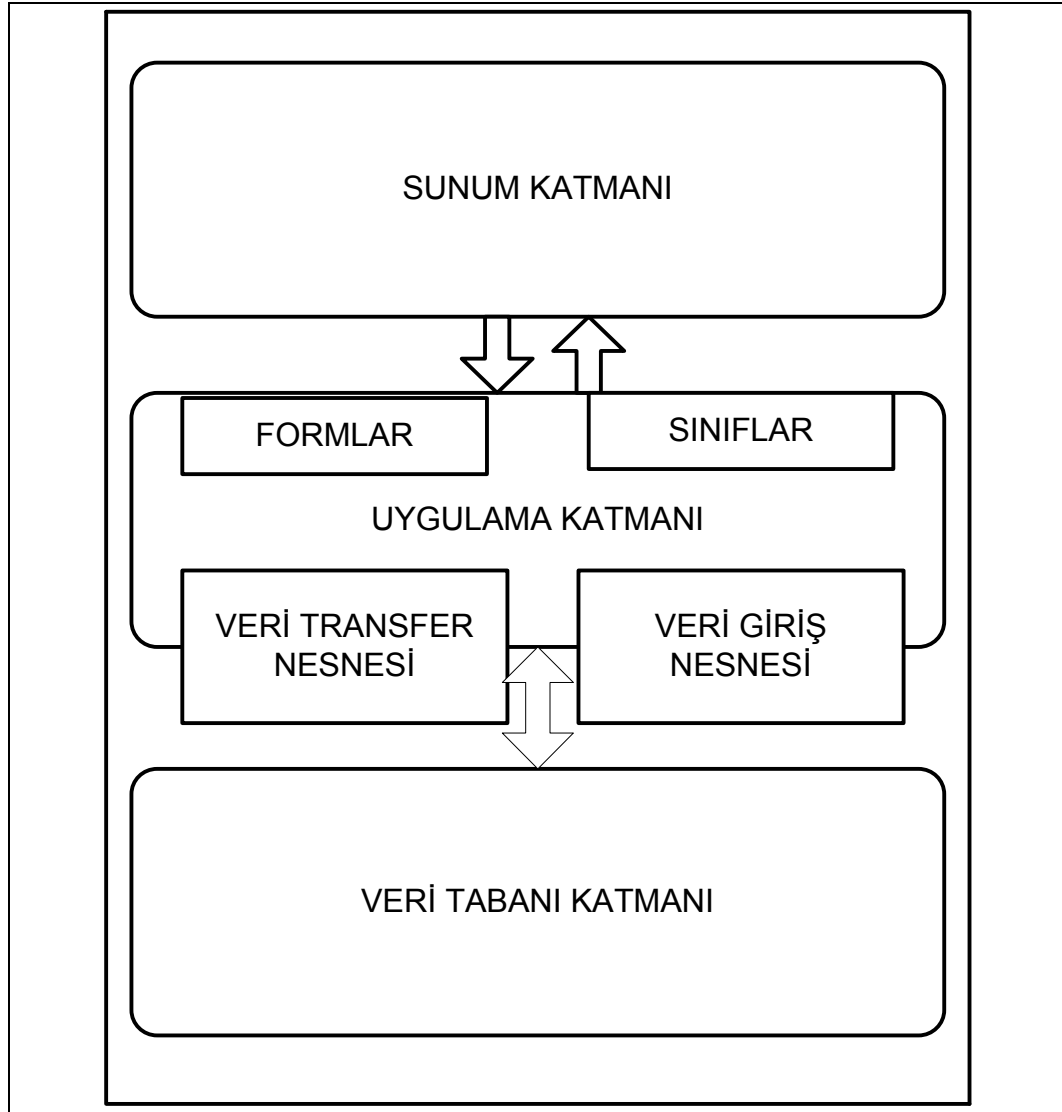 SUNUM KATMANI
FORMLAR
SINIFLAR
UYGULAMA KATMANI
VERİ TRANSFER
NESNESİ
VERİ GİRİŞ
NESNESİ
VERİ TABANI KATMANI